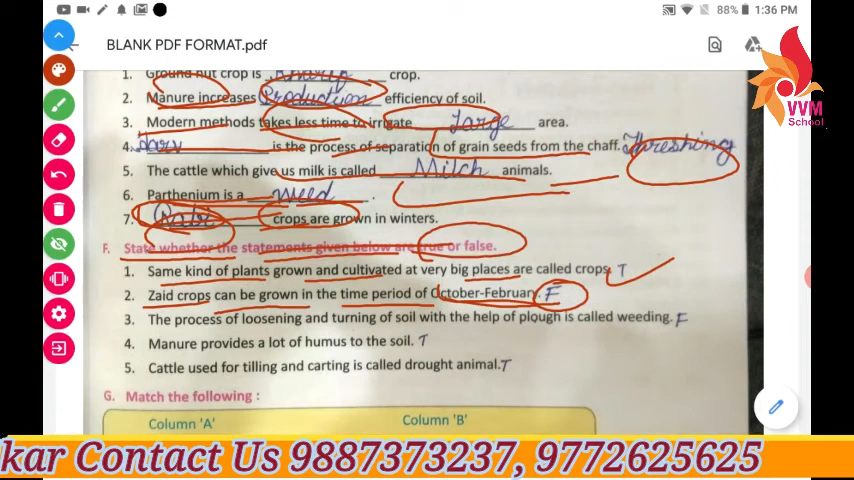 88% 1:36 PM
BLANK PDF FORMAT.pdf
1. Ground nut crop is Kharif crop.
2. Manure increases Production efficiency of soil.
3. Modern methods takes less time to irrigate Large area.
4. Harv is the process of separation of grain seeds from the chaff. Threshing
5. The cattle which give us milk is called Milch animals.
6. Parthenium is a weed .
7. Rabi crops are grown in winters.
F. State whether the statements given below are true or false.
1. Same kind of plants grown and cultivated at very big places are called crops. T
2. Zaid crops can be grown in the time period of October-February. F
3. The process of loosening and turning of soil with the help of plough is called weeding. F
4. Manure provides a lot of humus to the soil. T
5. Cattle used for tilling and carting is called drought animal. T
G. Match the following :
Column 'A' Column 'B'
VVM
School
kar Contact Us 9887373237, 9772625625